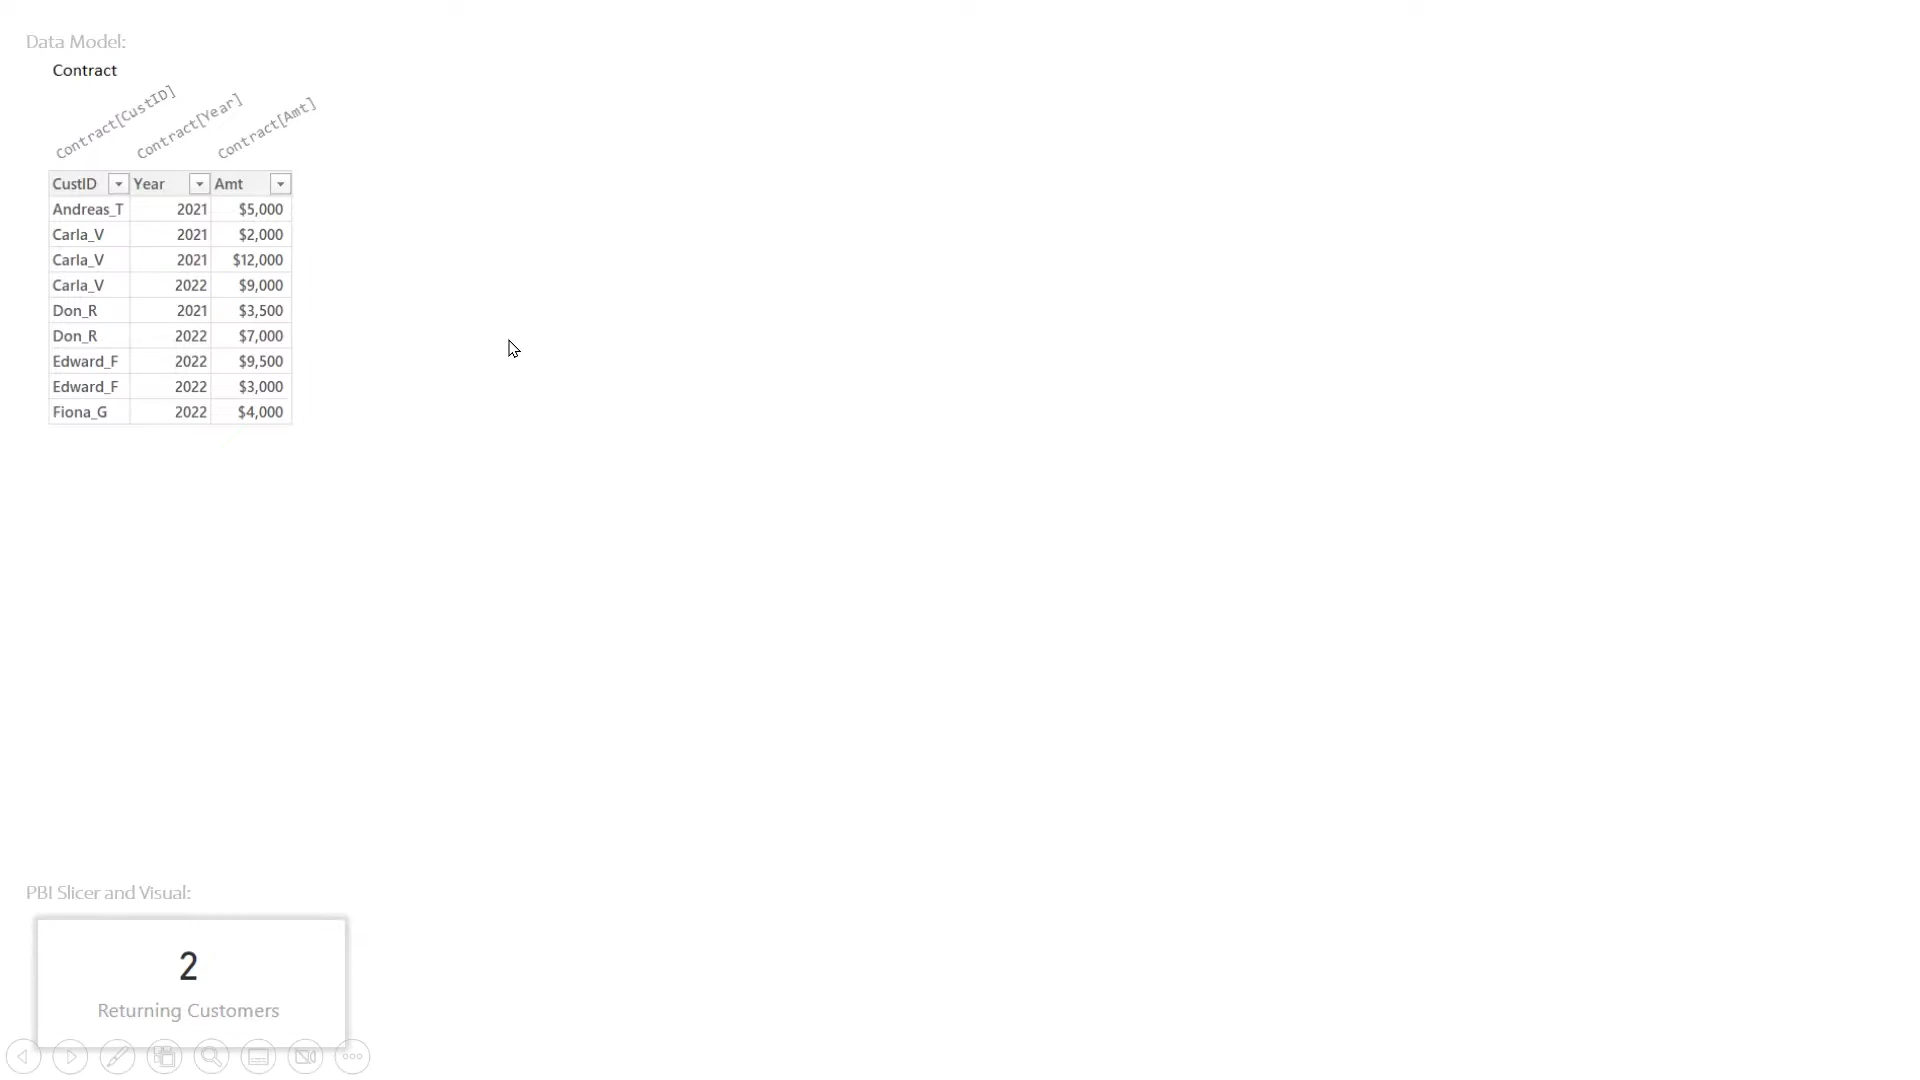 Data Model:
Contract
Contract[CustID] Contract[Year] Contract[Amt]
CustID Year Amt
Andreas_T 2021 $5,000
Carla_V 2021 $2,000
Carla_V 2021 $12,000
Carla_V 2022 $9,000
Don_R 2021 $3,500
Don_R 2022 $7,000
Edward_F 2022 $9,500
Edward_F 2022 $3,000
Fiona_G 2022 $4,000
PBI Slicer and Visual:
2
Returning Customers